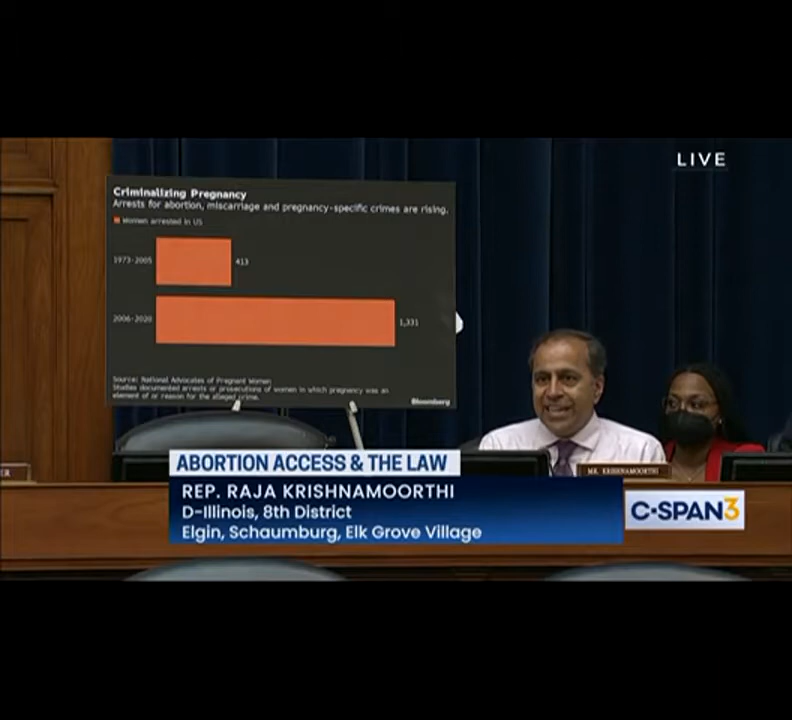 LIVE
Criminalizing Pregnancy
Arrests for abortion, miscarriage and pregnancy-specific crimes are rising.
Women arrested in US
1973-2005
413
2006-2020
1,331
Source: National Advocates of Pregnant Women
Studies documented arrests or prosecutions of women in which pregnancy was an
element of or reason for the alleged crime.
Bloomberg
MR. KRISHNAMOORTHI
ABORTION ACCESS & THE LAW
REP. RAJA KRISHNAMOORTHI
D-Illinois, 8th District
Elgin, Schaumburg, Elk Grove Village
C-SPAN3